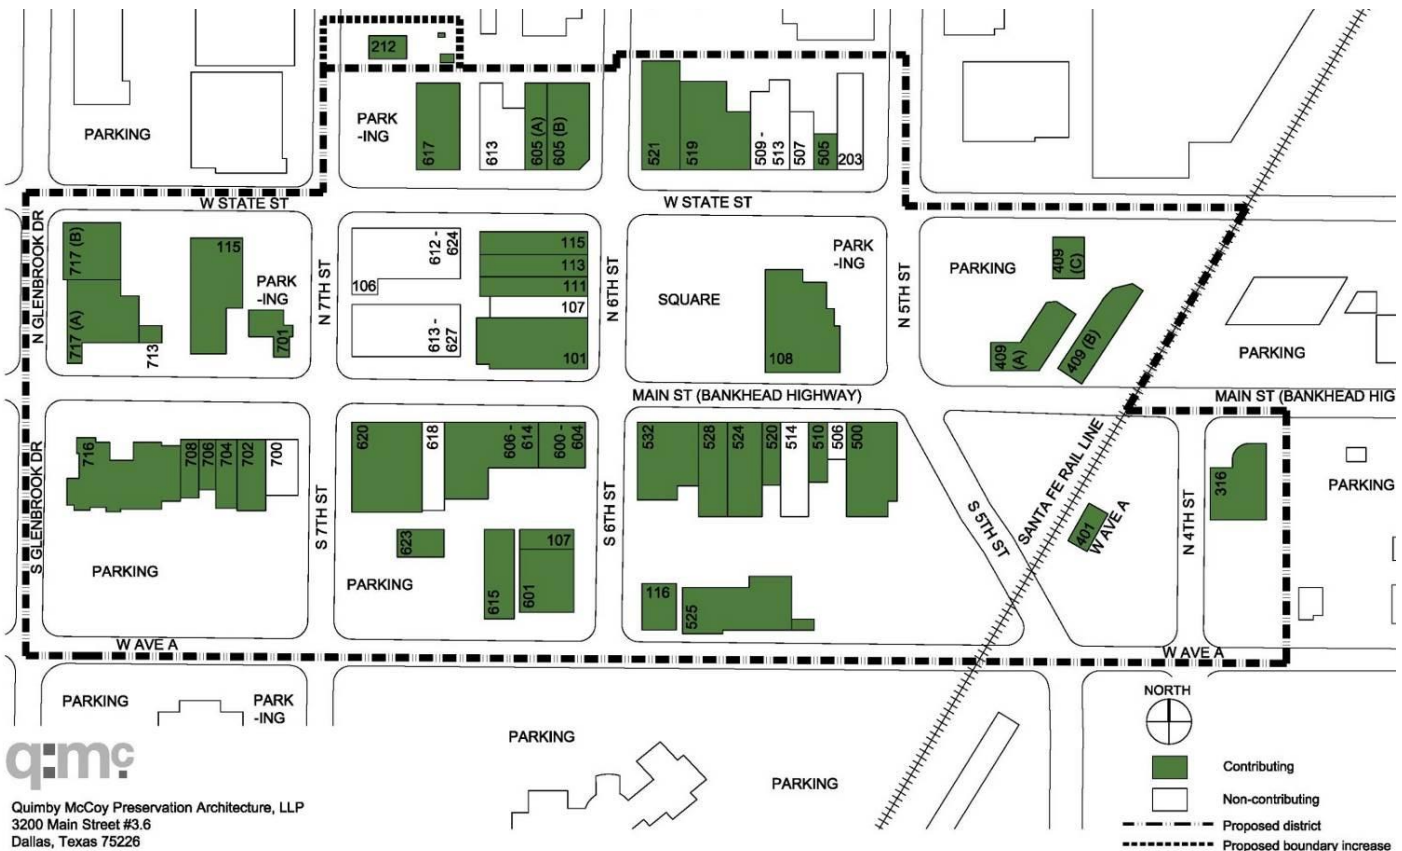 212
PARKING
PARK
-ING
617
613
605 (A)
605 (B)
521
519
509 -
513
507
505
203
W STATE ST
W STATE ST
N GLENBROOK DR
717 (B)
717 (A)
713
115
PARK
-ING
701
N 7TH ST
612 -
624
106
613 -
627
115
113
111
107
101
N 6TH ST
SQUARE
PARK
-ING
108
N 5TH ST
PARKING
409
(C)
409
(A)
409 (B)
PARKING
MAIN ST (BANKHEAD HIGHWAY)
MAIN ST (BANKHEAD HIG
S GLENBROOK DR
716
708
706
704
702
700
PARKING
S 7TH ST
620
618
606 -
614
600 -
604
623
PARKING
615
601
107
S 6TH ST
532
528
524
520
514
510
506
500
116
525
S 5TH ST
SANTA FE RAIL LINE
401
W AVE A
N 4TH ST
316
PARKING
W AVE A
W AVE A
PARKING
PARK
-ING
PARKING
PARKING
q:mc
Quimby McCoy Preservation Architecture, LLP
3200 Main Street #3.6
Dallas, Texas 75226
NORTH
Contributing
Non-contributing
Proposed district
Proposed boundary increase